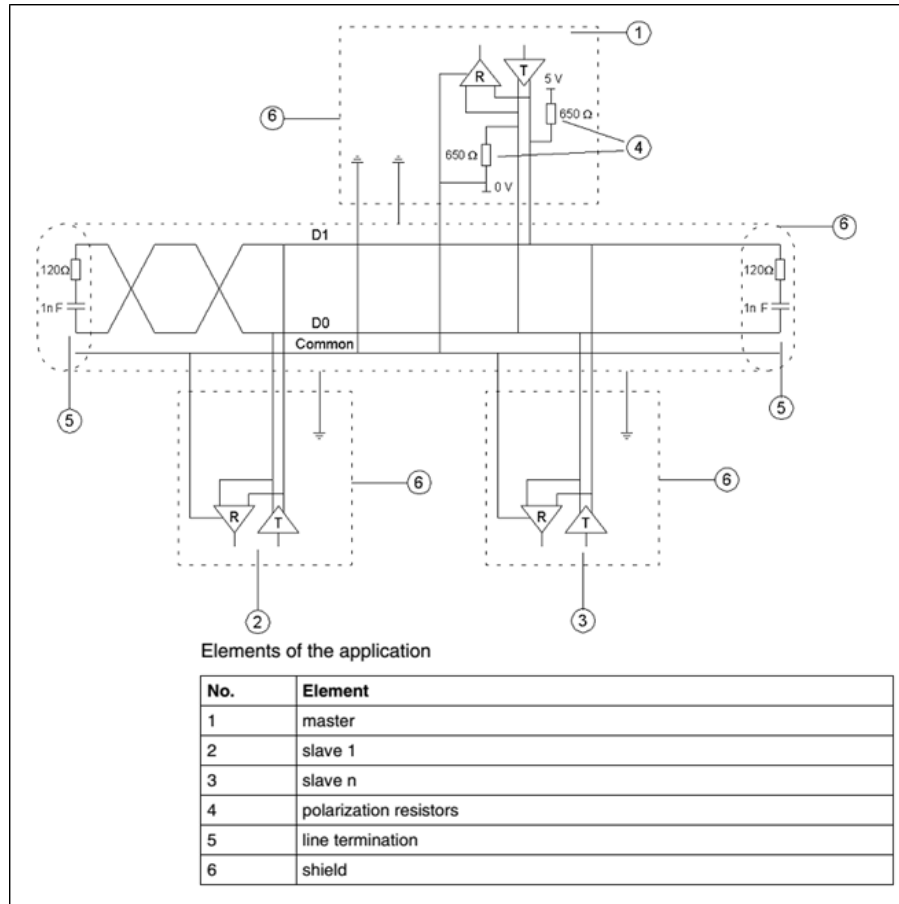 1
R
T
5 V
650 Ω
6
4
650 Ω
0 V
6
D1
120Ω
120Ω
1n F
1n F
D0
Common
5
5
6
6
R
T
R
T
2
3
Elements of the application
No. Element
1 master
2 slave 1
3 slave n
4 polarization resistors
5 line termination
6 shield